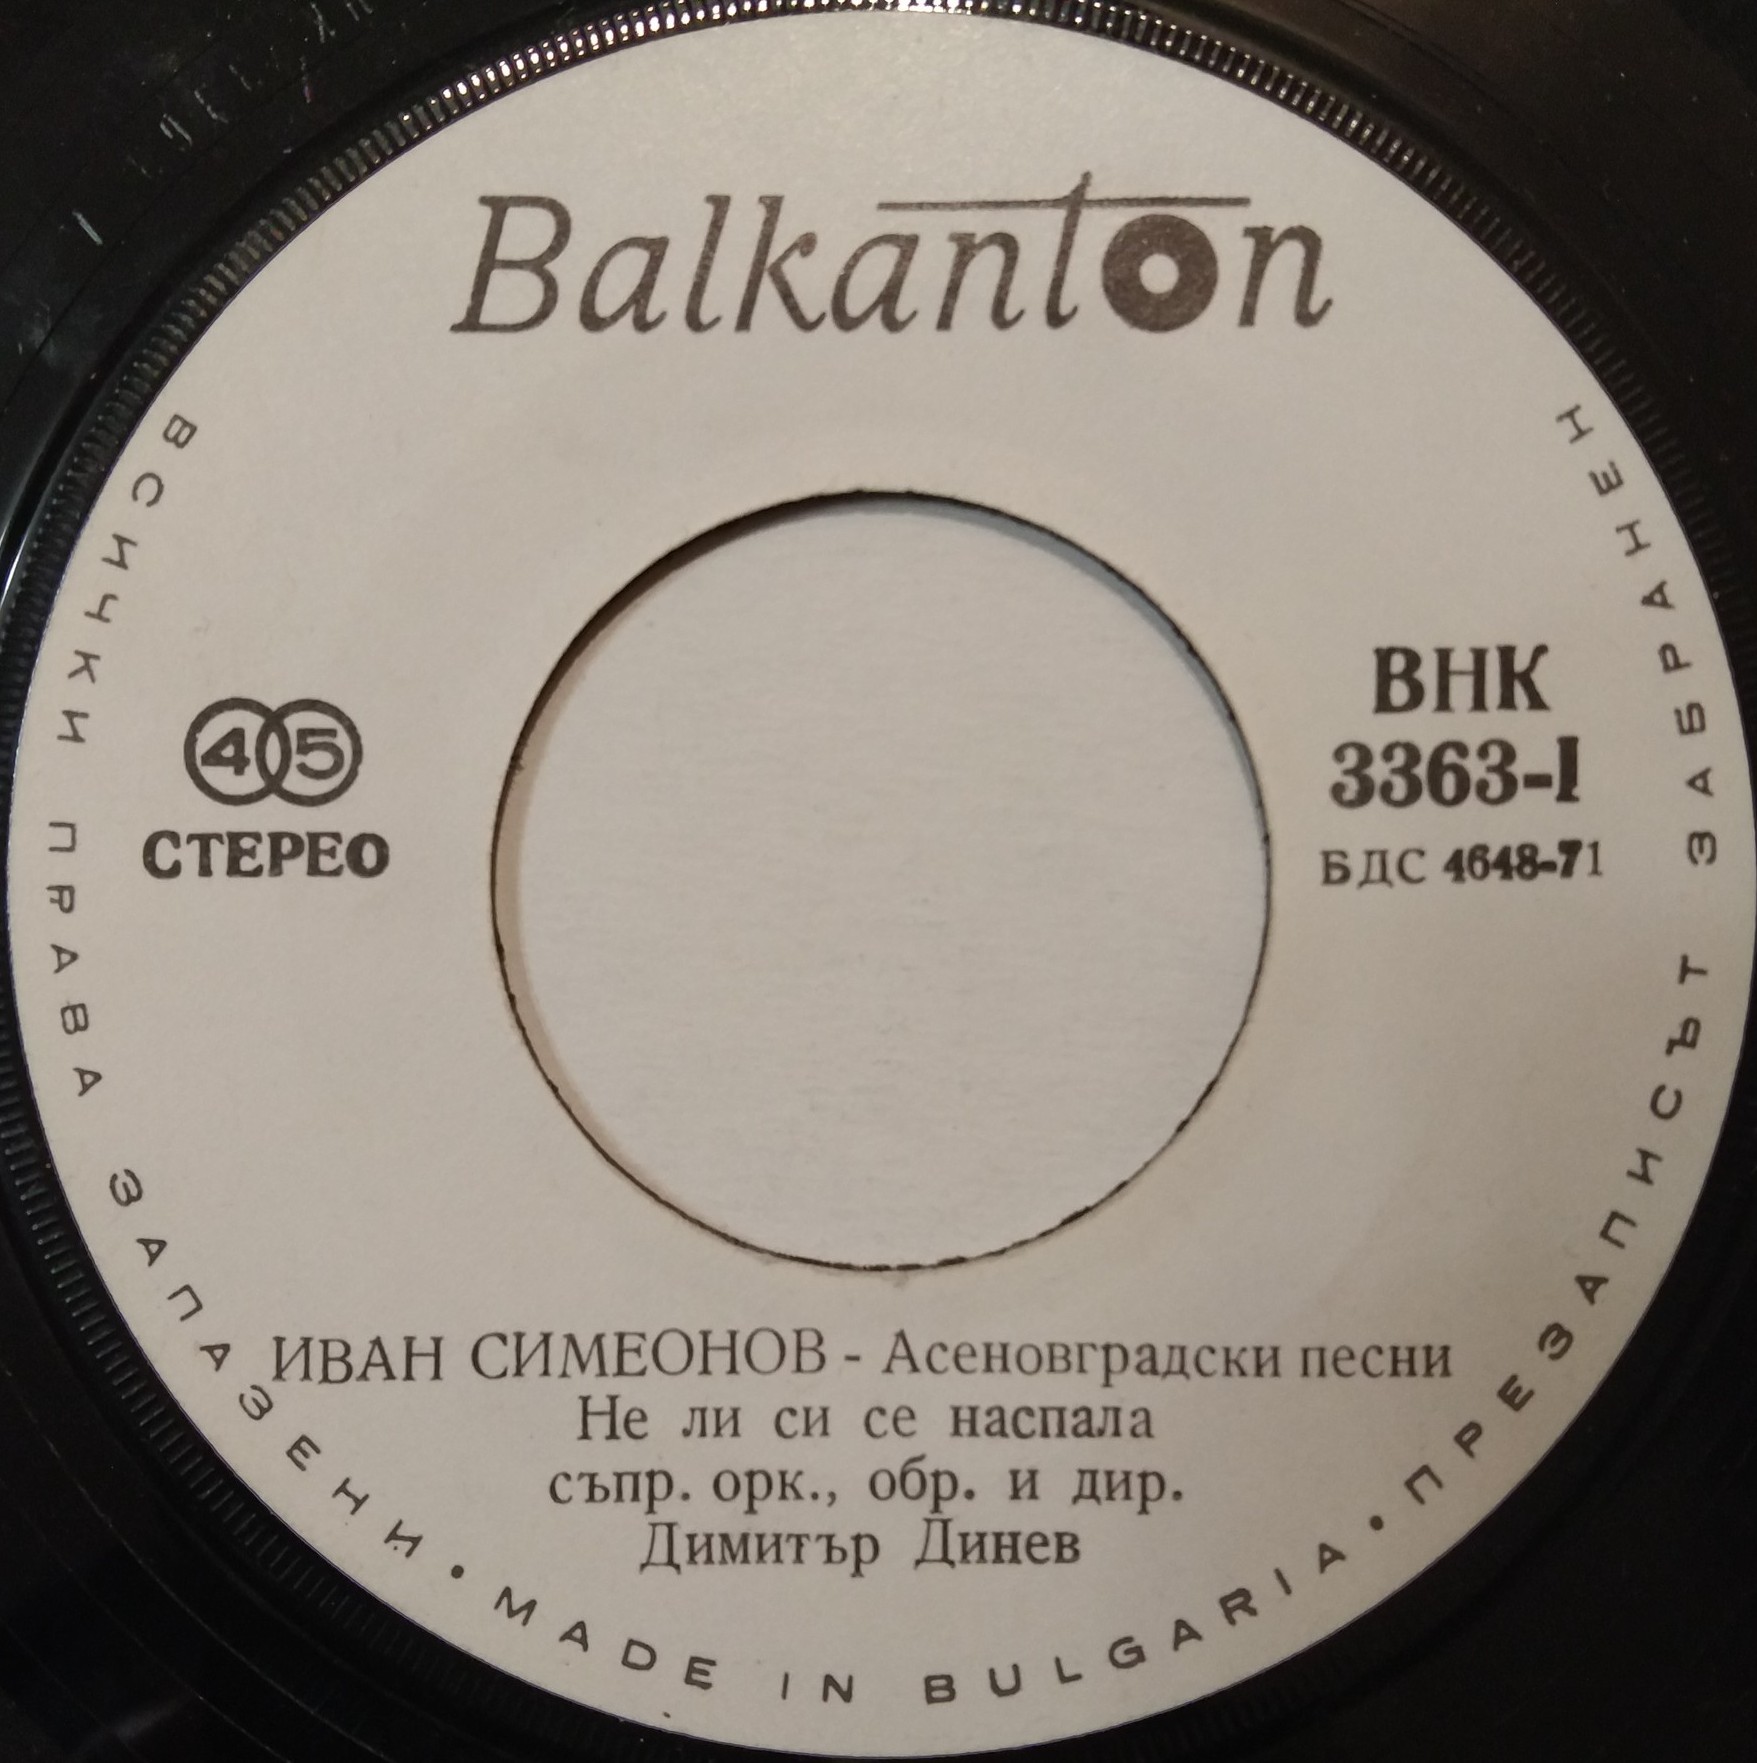 Balkanton
45
СТЕРЕО
ВНК
3363-I
БДС 4648-71
ИВАН СИМЕОНОВ - Асеновградски песни
Не ли си се наспала
съпр. орк., обр. и дир.
Димитър Динев
ВСИЧКИ ПРАВА ЗАПАЗЕНИ • MADE IN BULGARIA • ПРЕЗАПИСЪТ ЗАБРАНЕН